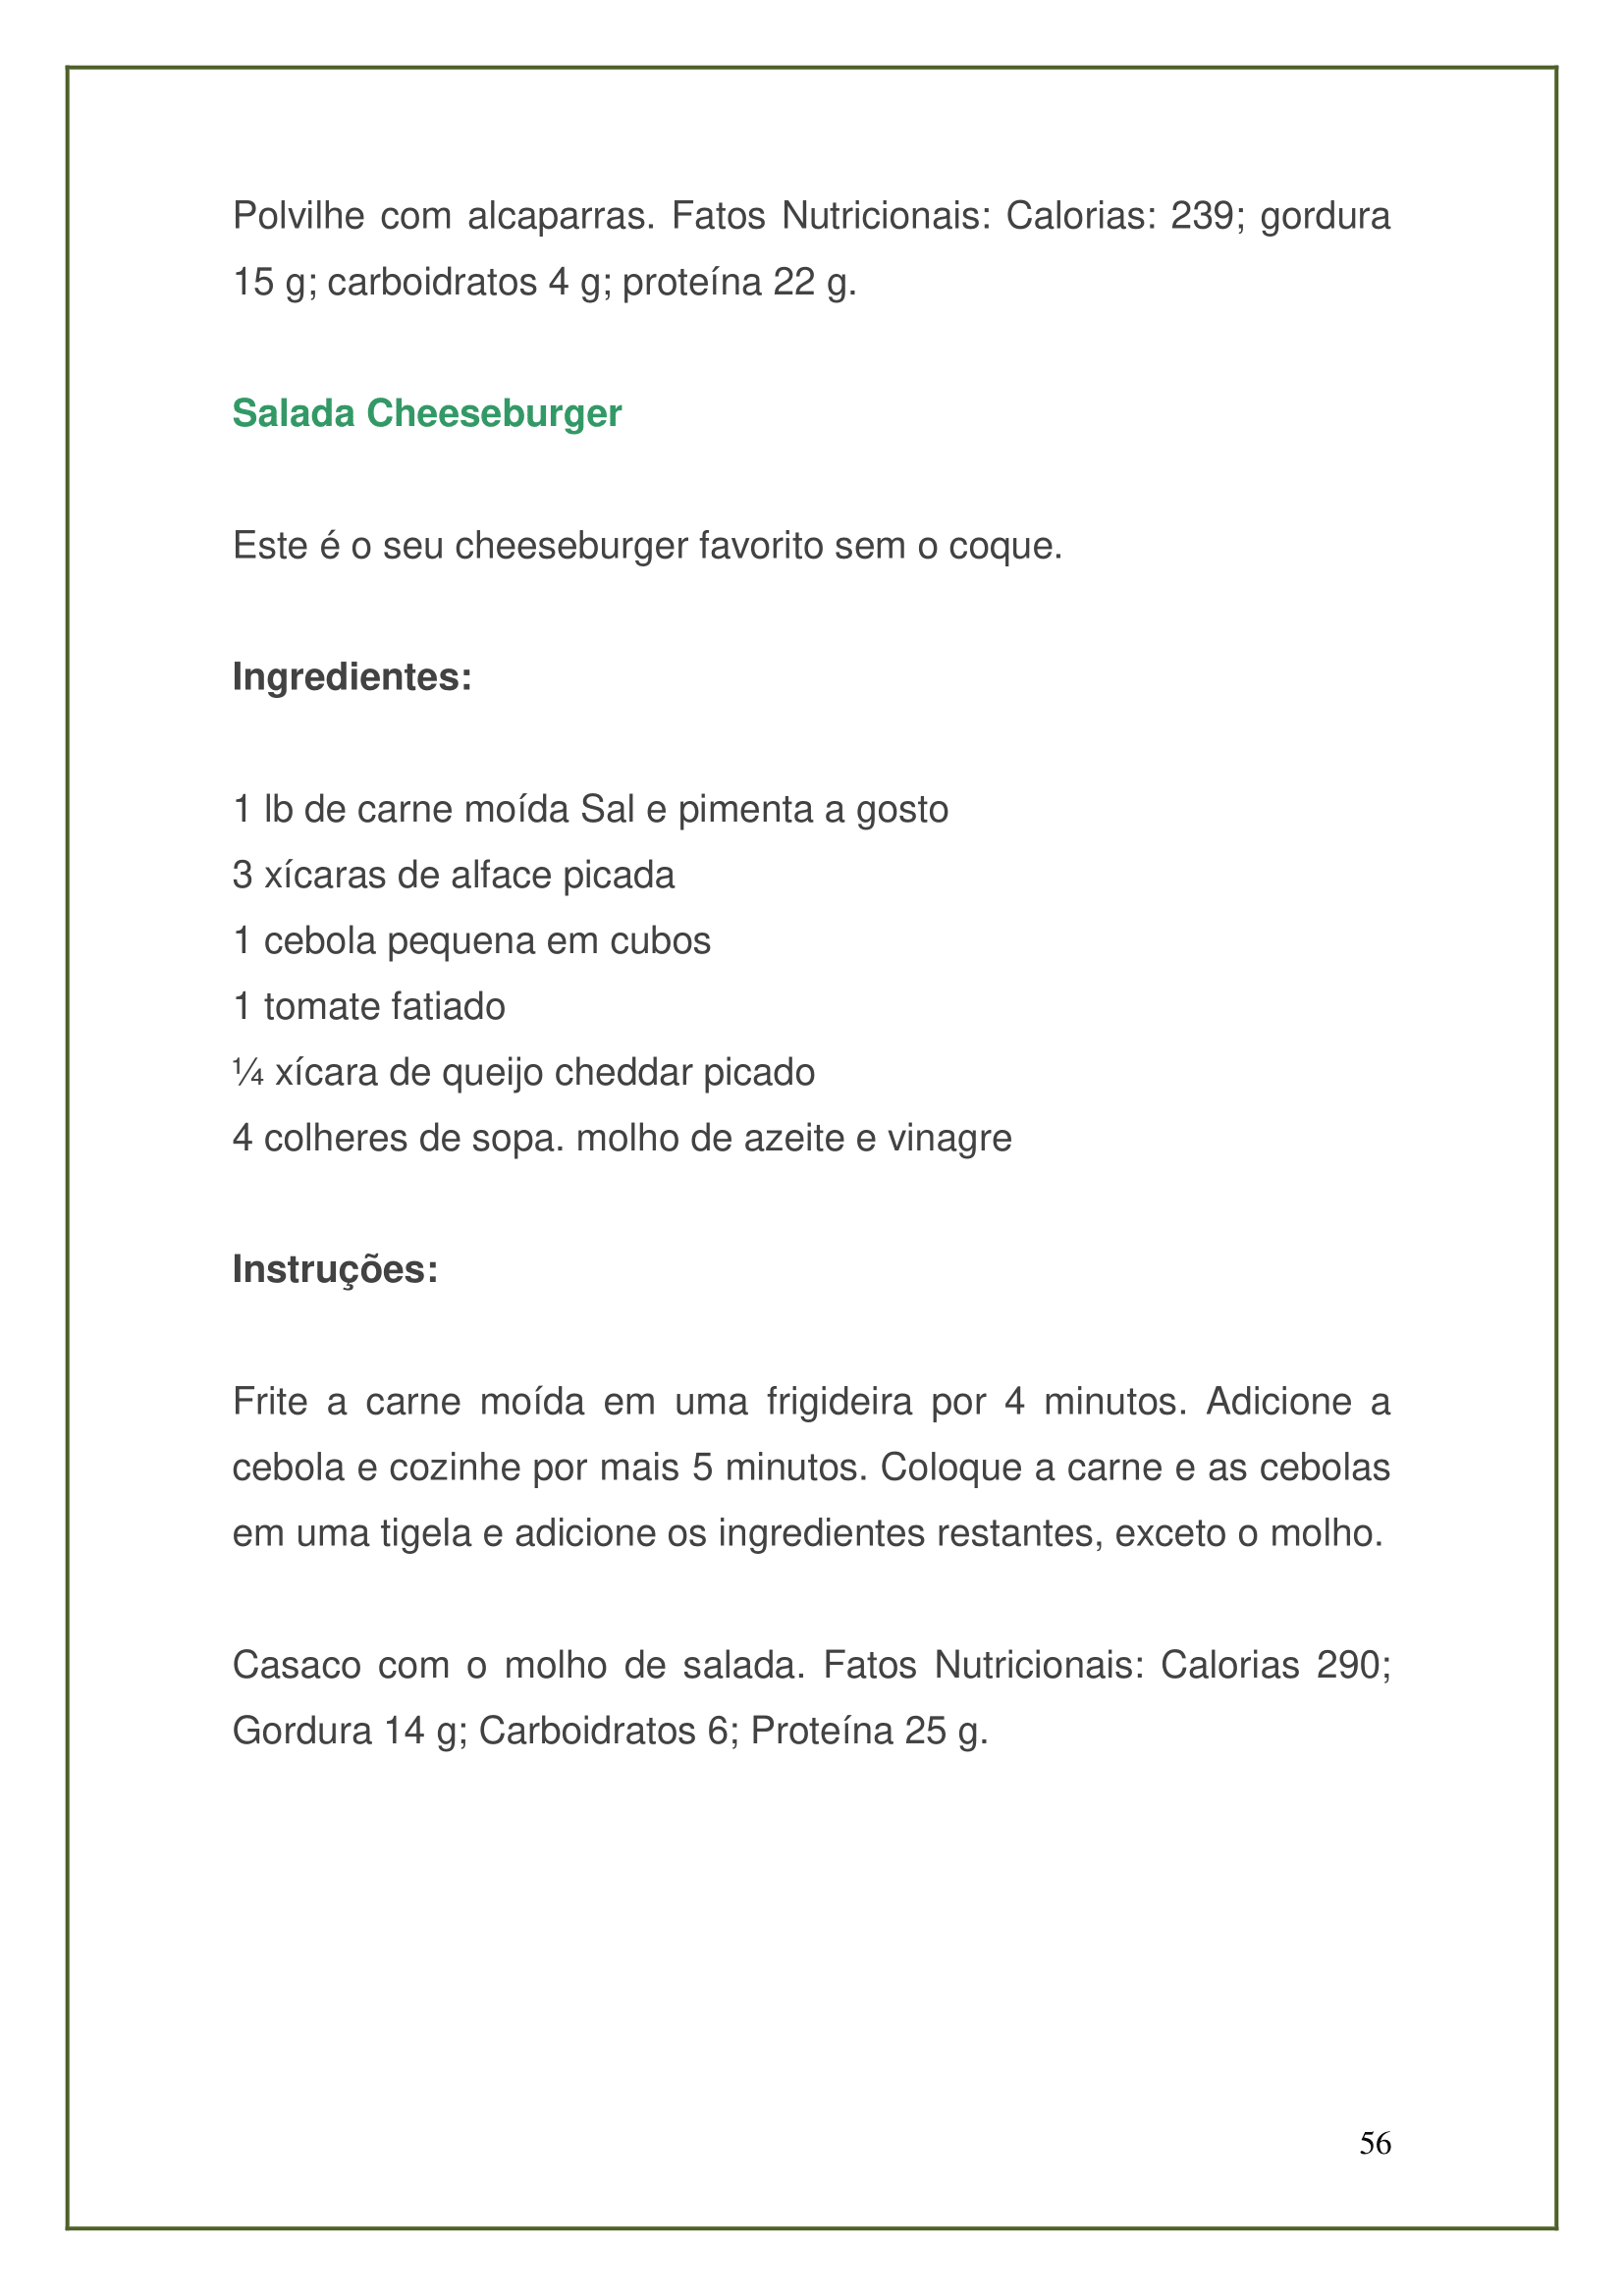 Polvilhe com alcaparras. Fatos Nutricionais: Calorias: 239; gordura
15 g; carboidratos 4 g; proteína 22 g.
Salada Cheeseburger
Este é o seu cheeseburger favorito sem o coque.
Ingredientes:
1 lb de carne moída Sal e pimenta a gosto
3 xícaras de alface picada
1 cebola pequena em cubos
1 tomate fatiado
¼ xícara de queijo cheddar picado
4 colheres de sopa. molho de azeite e vinagre
Instruções:
Frite a carne moída em uma frigideira por 4 minutos. Adicione a
cebola e cozinhe por mais 5 minutos. Coloque a carne e as cebolas
em uma tigela e adicione os ingredientes restantes, exceto o molho.
Casaco com o molho de salada. Fatos Nutricionais: Calorias 290;
Gordura 14 g; Carboidratos 6; Proteína 25 g.
56